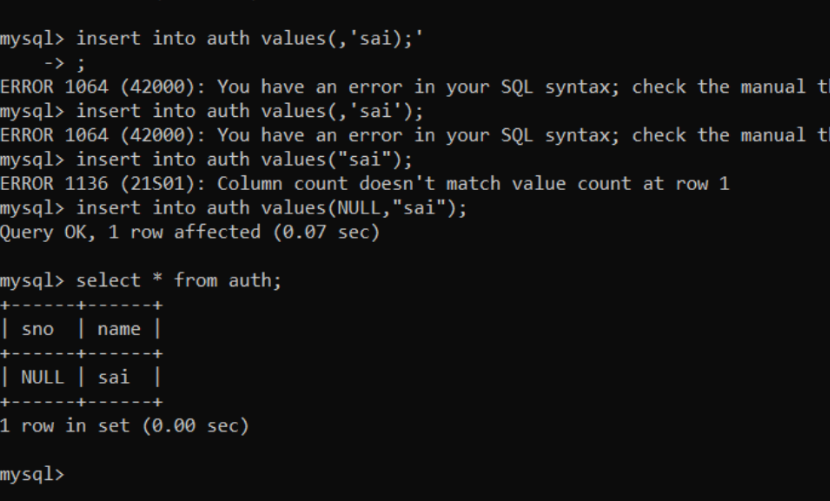 mysql> insert into auth values(,'sai);'
    -> ;
ERROR 1064 (42000): You have an error in your SQL syntax; check the manual
mysql> insert into auth values(,'sai');
ERROR 1064 (42000): You have an error in your SQL syntax; check the manual
mysql> insert into auth values("sai");
ERROR 1136 (21S01): Column count doesn't match value count at row 1
mysql> insert into auth values(NULL,"sai");
Query OK, 1 row affected (0.07 sec)
mysql> select * from auth;
+------+------+
| sno  | name |
+------+------+
| NULL | sai  |
+------+------+
1 row in set (0.00 sec)
mysql>